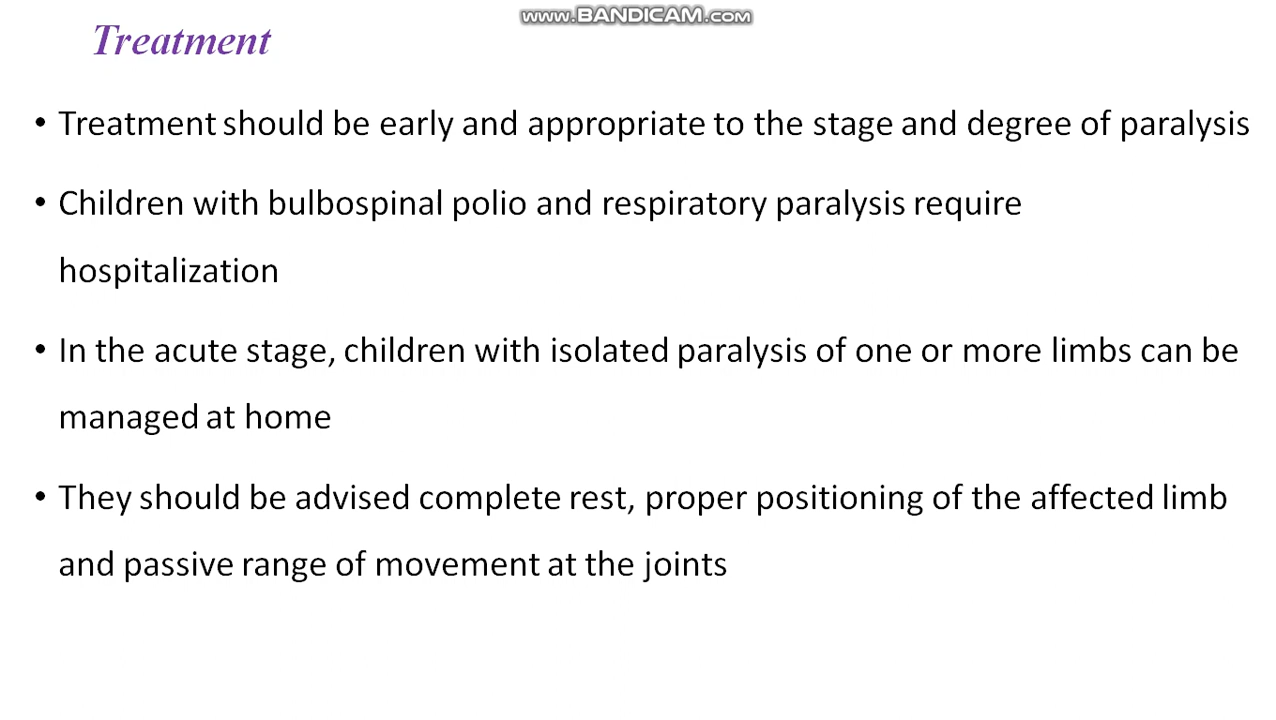 www.BANDICAM.com
Treatment
• Treatment should be early and appropriate to the stage and degree of paralysis
• Children with bulbospinal polio and respiratory paralysis require
hospitalization
• In the acute stage, children with isolated paralysis of one or more limbs can be
managed at home
• They should be advised complete rest, proper positioning of the affected limb
and passive range of movement at the joints